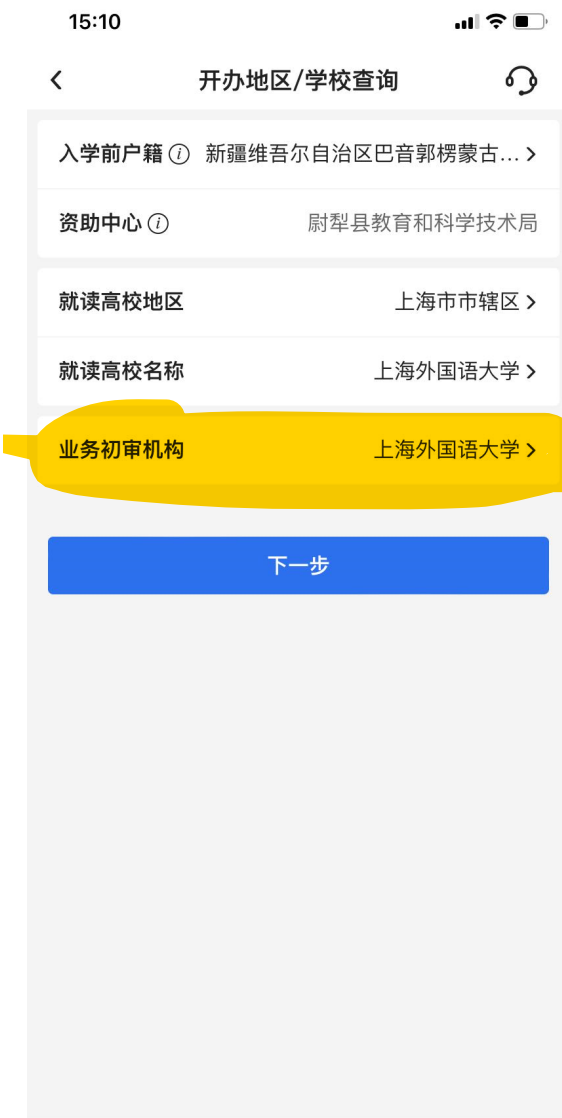 15:10
开办地区/学校查询
入学前户籍 新疆维吾尔自治区巴音郭楞蒙古...
资助中心 尉犁县教育和科学技术局
就读高校地区 上海市市辖区
就读高校名称 上海外国语大学
业务初审机构 上海外国语大学
下一步